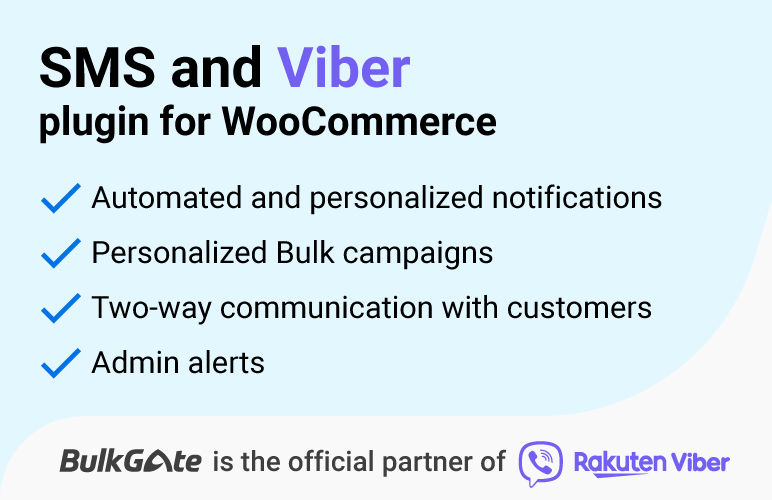 SMS and Viber
plugin for WooCommerce
Automated and personalized notifications
Personalized Bulk campaigns
Two-way communication with customers
Admin alerts
BulkGate is the official partner of Rakuten Viber